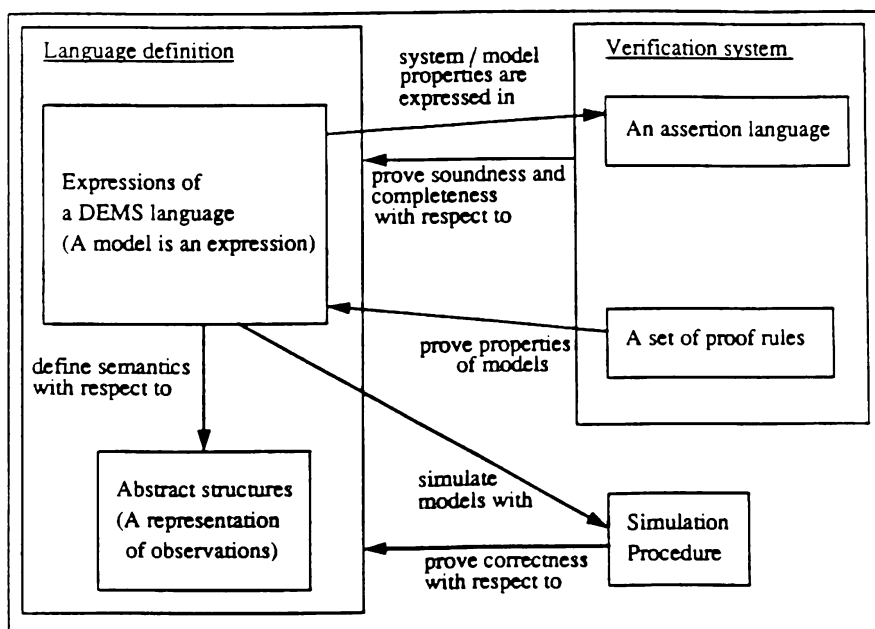 Language definition
Expressions of
a DEMS language
(A model is an expression)
define semantics
with respect to
Abstract structures
(A representation
of observations)
system / model
properties are
expressed in
prove soundness and
completeness
with respect to
prove properties
of models
simulate
models with
prove correctness
with respect to
Verification system
An assertion language
A set of proof rules
Simulation
Procedure